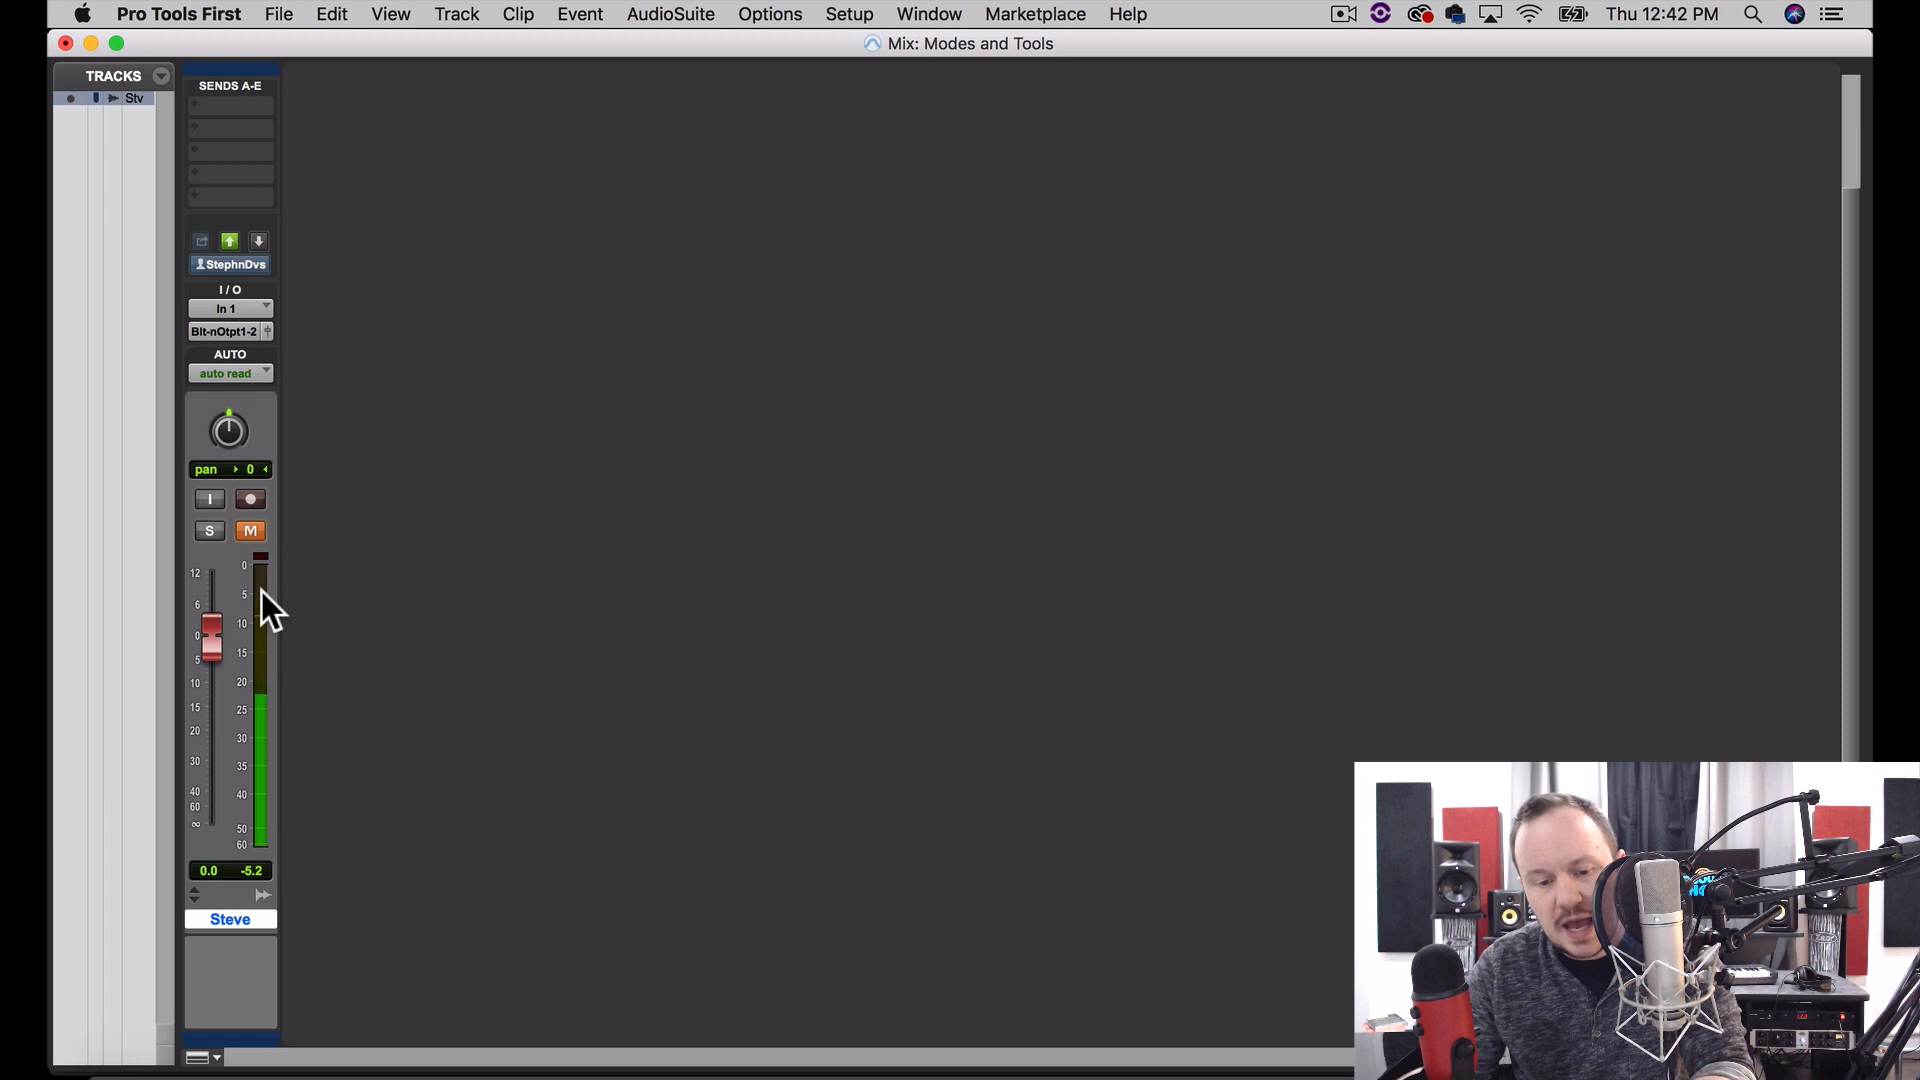 Pro Tools First File Edit View Track Clip Event AudioSuite Options Setup Window Marketplace Help Thu 12:42 PM
Mix: Modes and Tools
TRACKS
Stv
SENDS A-E
StephnDvs
I / O
In 1
Blt-nOtpt1-2
AUTO
auto read
pan 0
I
S M
12
6
0
5
10
15
20
30
40
60
∞
0
5
10
15
20
25
30
35
40
50
60
0.0 -5.2
Steve